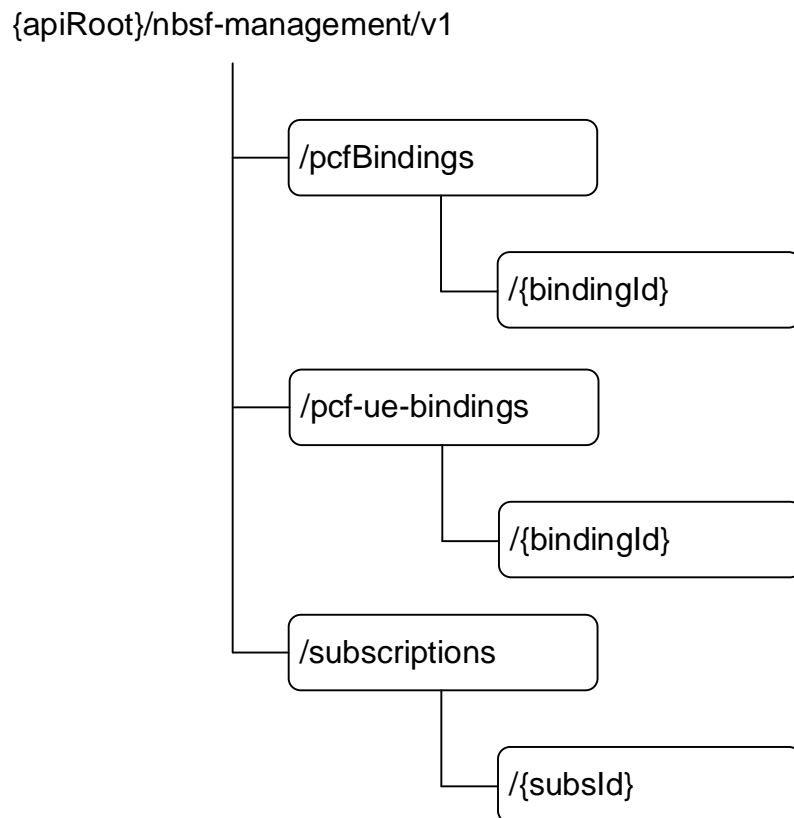 {apiRoot}/nbsf-management/v1
/pcfBindings
/{bindingId}
/pcf-ue-bindings
/{bindingId}
/subscriptions
/{subsId}